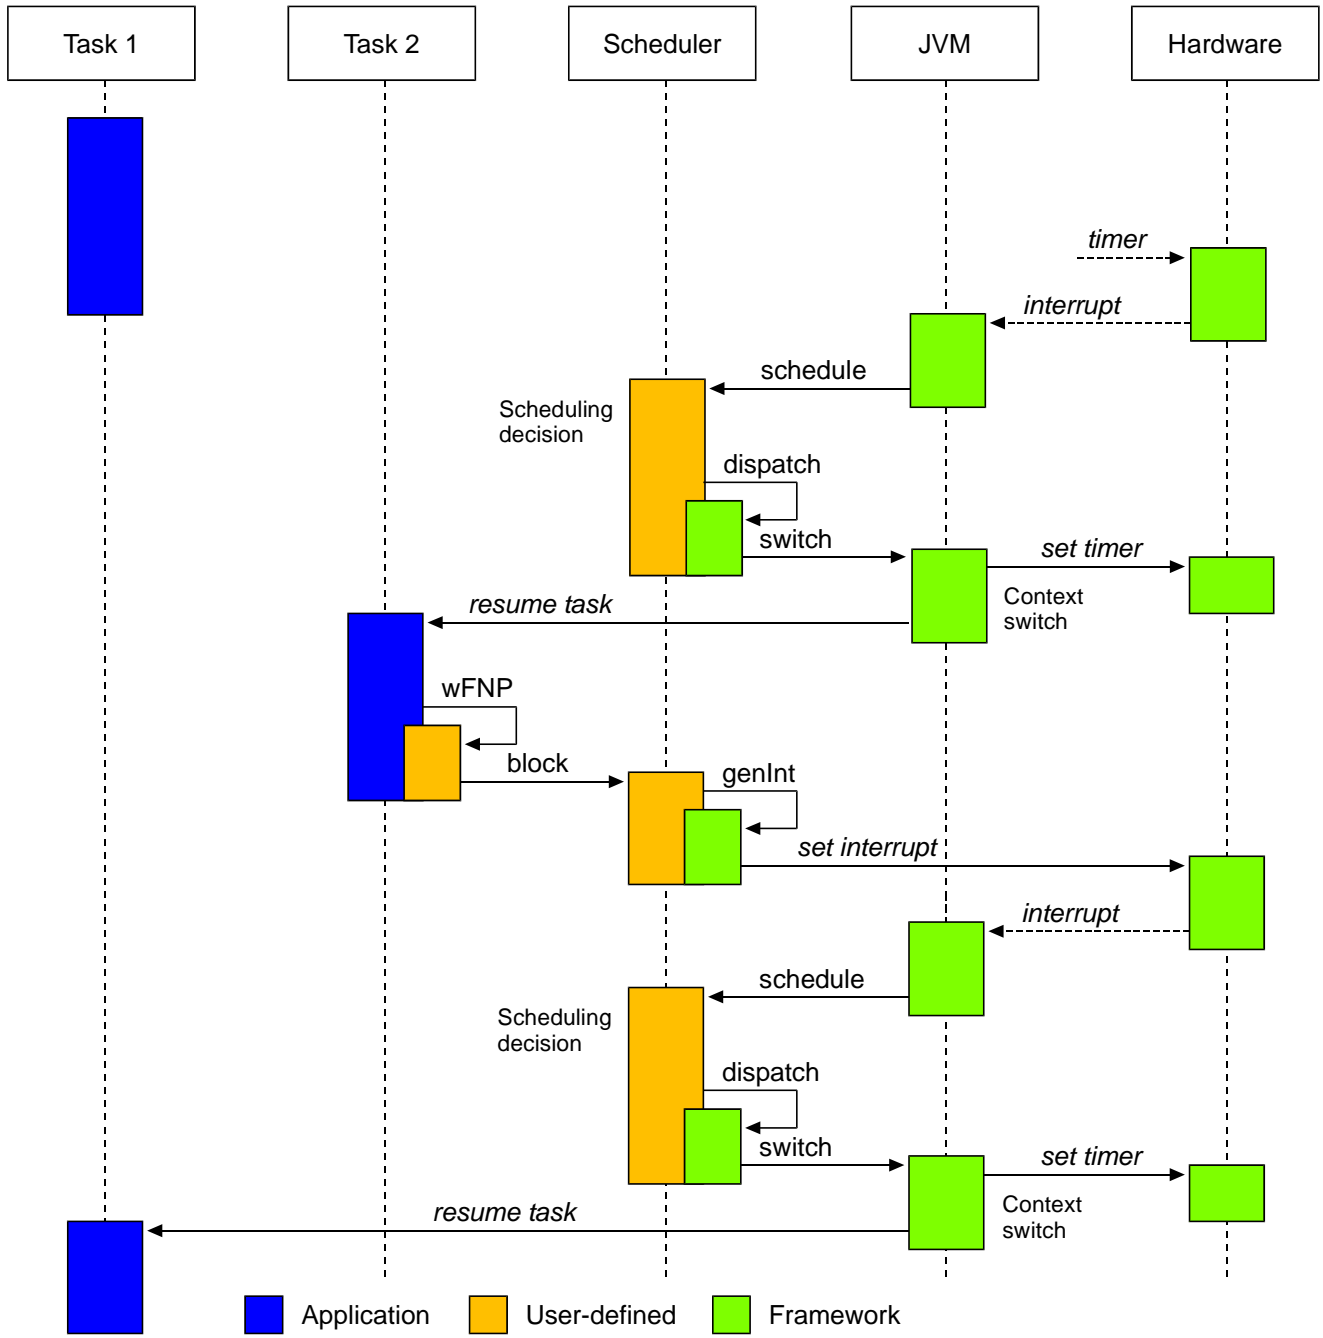 Task 1
Task 2
Scheduler
JVM
Hardware
timer
interrupt
schedule
Scheduling
decision
dispatch
switch
set timer
Context
switch
resume task
wFNP
block
genInt
set interrupt
interrupt
schedule
Scheduling
decision
dispatch
switch
set timer
Context
switch
resume task
Application
User-defined
Framework